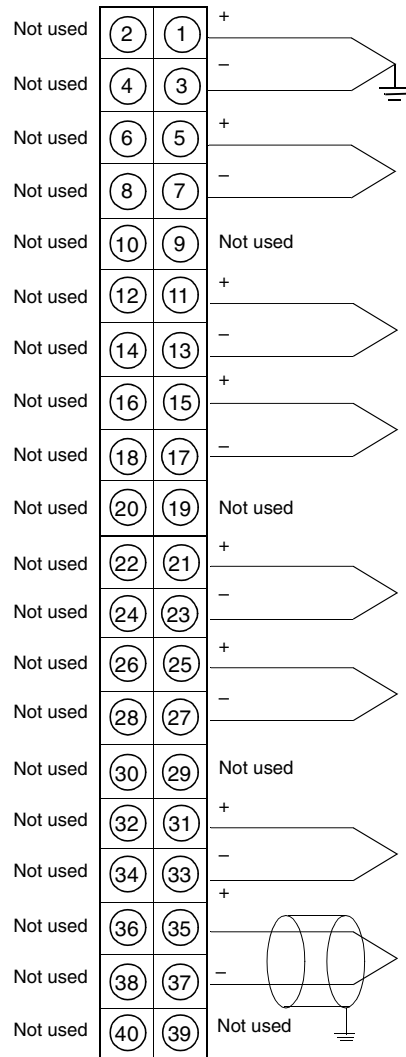 +
Not used 2 1
–
Not used 4 3
+
Not used 6 5
–
Not used 8 7
Not used 10 9 Not used
+
Not used 12 11
–
Not used 14 13
+
Not used 16 15
–
Not used 18 17
Not used 20 19 Not used
+
Not used 22 21
–
Not used 24 23
+
Not used 26 25
–
Not used 28 27
Not used 30 29 Not used
+
Not used 32 31
–
Not used 34 33
+
Not used 36 35
–
Not used 38 37
Not used 40 39 Not used